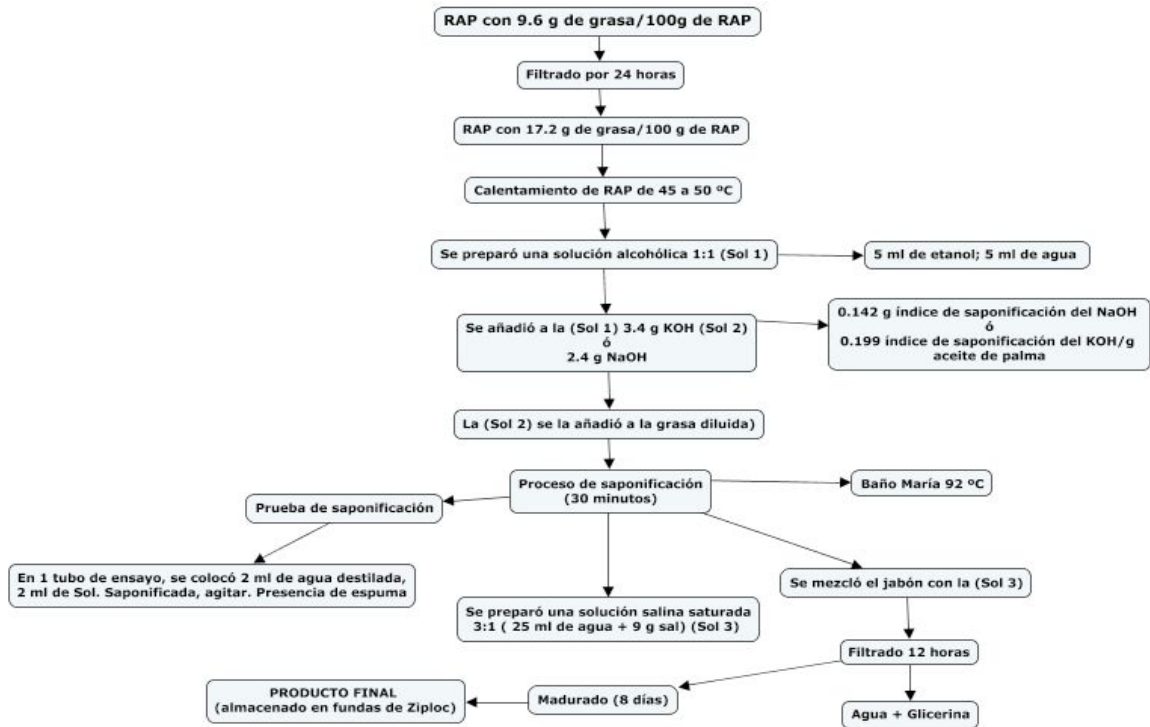 RAP con 9.6 g de grasa/100g de RAP
Filtrado por 24 horas
RAP con 17.2 g de grasa/100 g de RAP
Calentamiento de RAP de 45 a 50 ºC
Se preparó una solución alcohólica 1:1 (Sol 1)
5 ml de etanol; 5 ml de agua
Se añadió a la (Sol 1) 3.4 g KOH (Sol 2)
ó
2.4 g NaOH
0.142 g índice de saponificación del NaOH
ó
0.199 índice de saponificación del KOH/g
aceite de palma
La (Sol 2) se la añadió a la grasa diluida)
Proceso de saponificación
(30 minutos)
Baño María 92 ºC
Prueba de saponificación
En 1 tubo de ensayo, se colocó 2 ml de agua destilada,
2 ml de Sol. Saponificada, agitar. Presencia de espuma
Se preparó una solución salina saturada
3:1 ( 25 ml de agua + 9 g sal) (Sol 3)
Se mezcló el jabón con la (Sol 3)
Filtrado 12 horas
Madurado (8 días)
PRODUCTO FINAL
(almacenado en fundas de Ziploc)
Agua + Glicerina